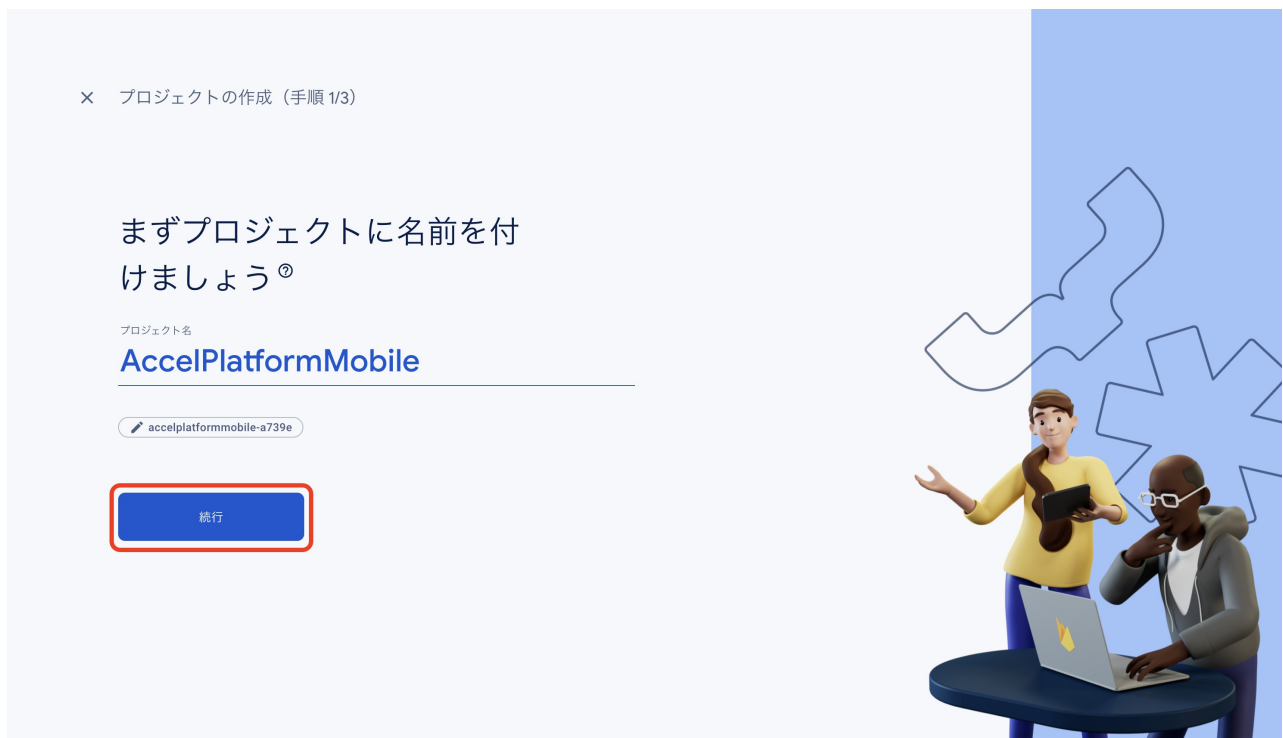 プロジェクトの作成（手順 1/3）
まずプロジェクトに名前を付
けましょう
プロジェクト名
AccelPlatformMobile
accelplatformmobile-a739e
続行